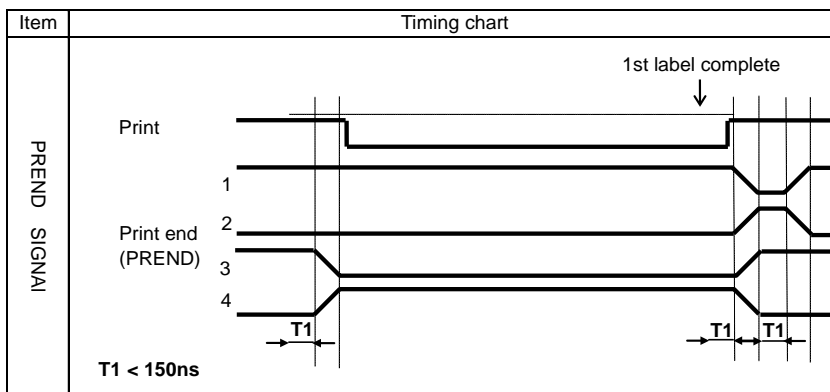 Item Timing chart
1st label complete
Print
1
2
Print end
(PREND)
3
4
T1 T1 T1
T1 < 150ns
PREND SIGNAl